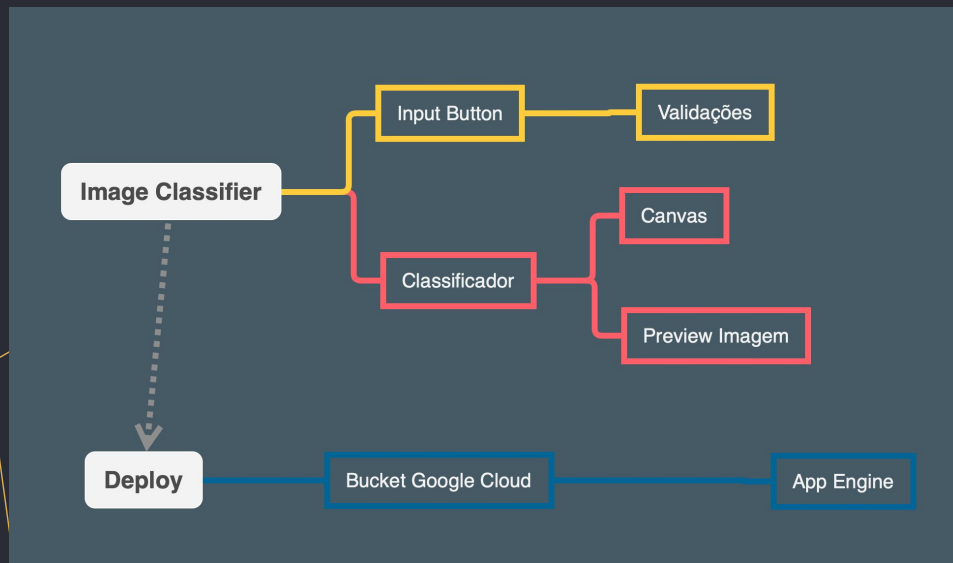 Input Button
Validações
Image Classifier
Canvas
Classificador
Preview Imagem
Deploy
Bucket Google Cloud
App Engine